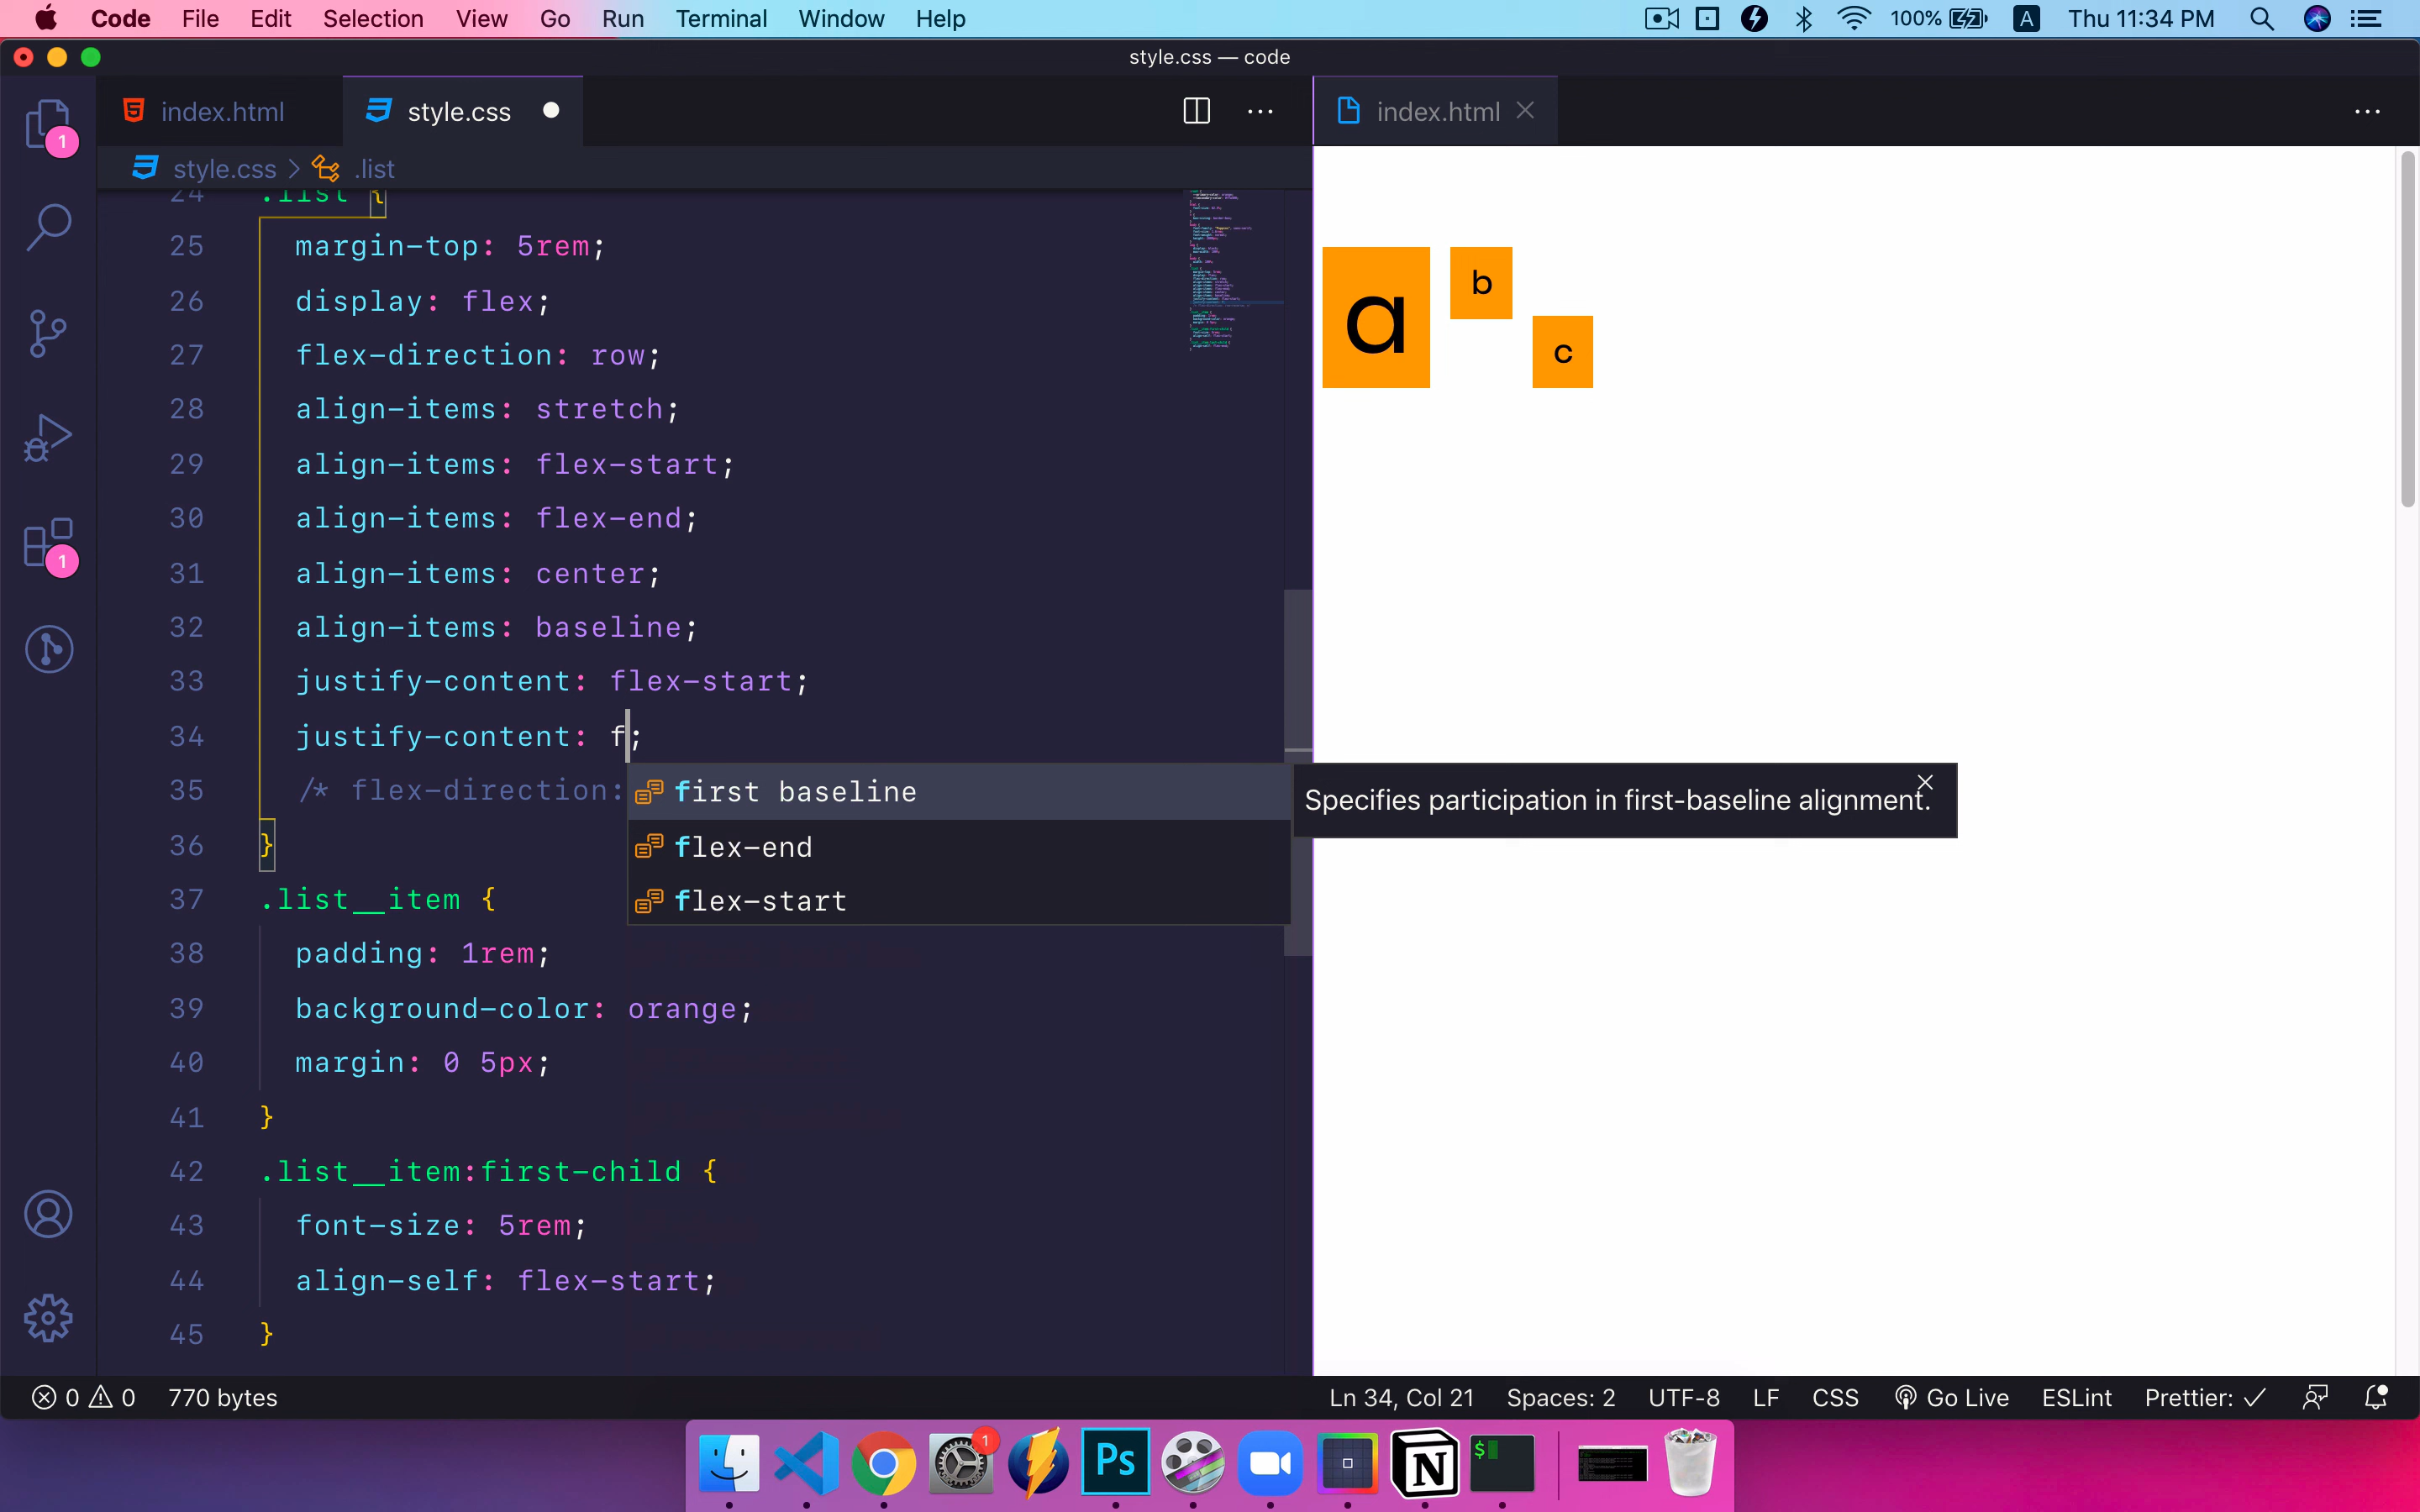 Code File Edit Selection View Go Run Terminal Window Help 100% A Thu 11:34 PM
style.css — code
index.html style.css index.html
style.css > .list
24 .list {
25 margin-top: 5rem;
26 display: flex;
27 flex-direction: row;
28 align-items: stretch;
29 align-items: flex-start;
30 align-items: flex-end;
31 align-items: center;
32 align-items: baseline;
33 justify-content: flex-start;
34 justify-content: f;
35 /* flex-direction:
first baseline
Specifies participation in first-baseline alignment.
flex-end
flex-start
36 }
37 .list__item {
38 padding: 1rem;
39 background-color: orange;
40 margin: 0 5px;
41 }
42 .list__item:first-child {
43 font-size: 5rem;
44 align-self: flex-start;
45 }
a
b
c
1
1
0 0 770 bytes Ln 34, Col 21 Spaces: 2 UTF-8 LF CSS Go Live ESLint Prettier: ✓
1
Ps
N
$